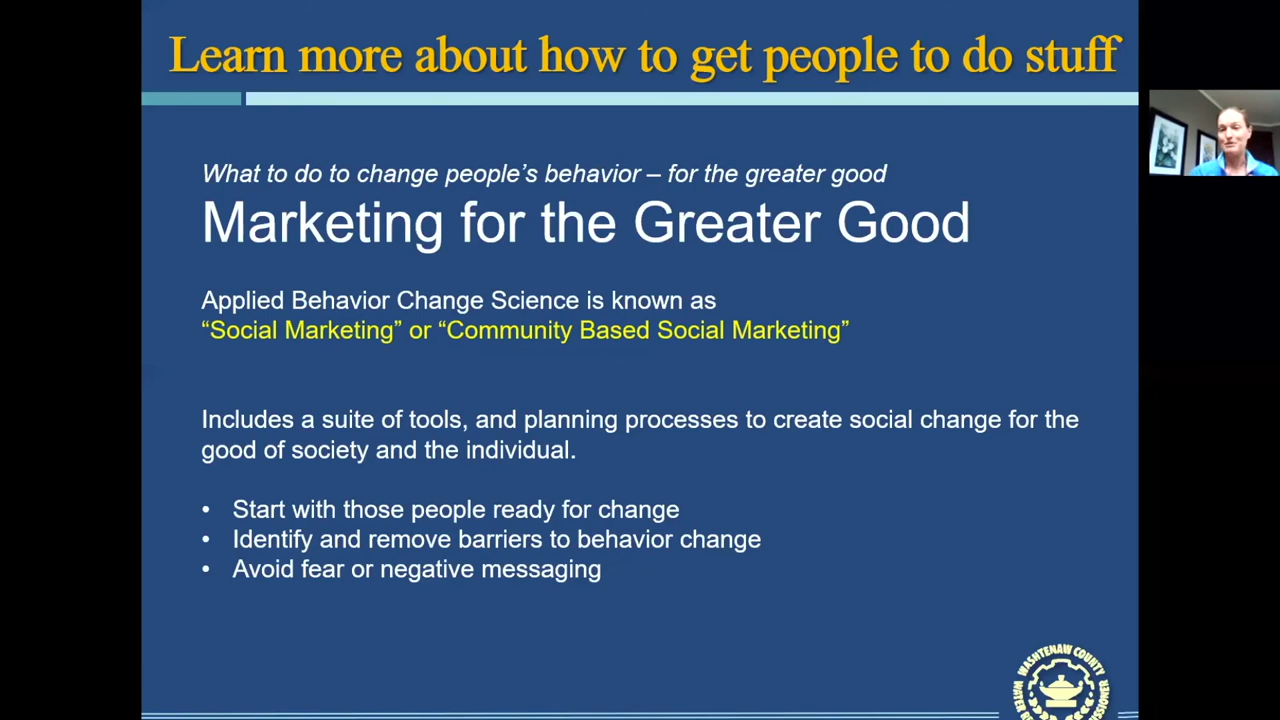 Learn more about how to get people to do stuff
What to do to change people's behavior – for the greater good
Marketing for the Greater Good
Applied Behavior Change Science is known as
“Social Marketing” or “Community Based Social Marketing”
Includes a suite of tools, and planning processes to create social change for the
good of society and the individual.
• Start with those people ready for change
• Identify and remove barriers to behavior change
• Avoid fear or negative messaging
WASHTENAW COUNTY
WATER